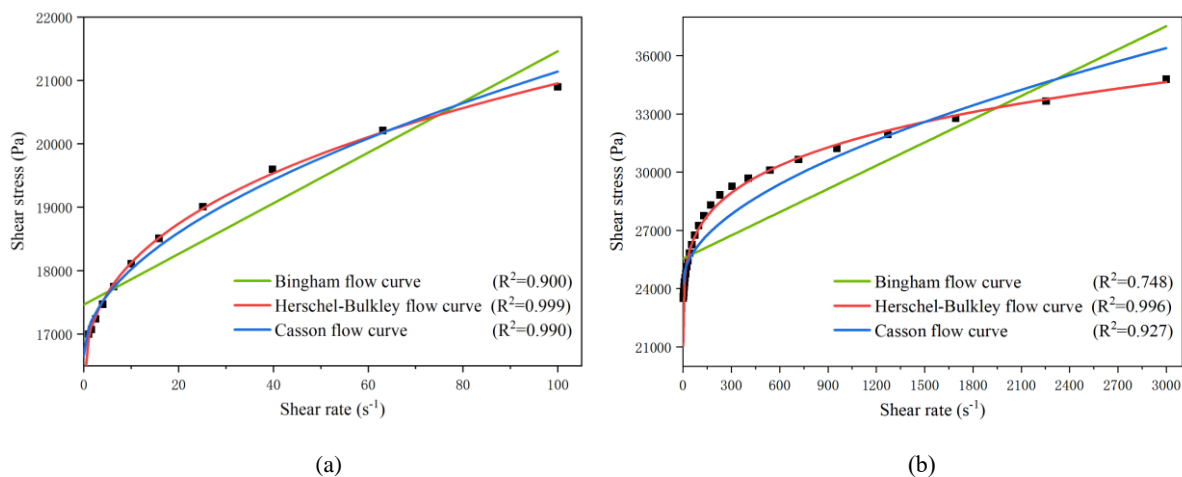 22000
21000
20000
19000
18000
17000
Shear stress (Pa)
Bingham flow curve (R²=0.900)
Herschel-Bulkley flow curve (R²=0.999)
Casson flow curve (R²=0.990)
0 20 40 60 80 100
Shear rate (s⁻¹)
(a)
36000
33000
30000
27000
24000
21000
Shear stress (Pa)
Bingham flow curve (R²=0.748)
Herschel-Bulkley flow curve (R²=0.996)
Casson flow curve (R²=0.927)
0 300 600 900 1200 1500 1800 2100 2400 2700 3000
Shear rate (s⁻¹)
(b)